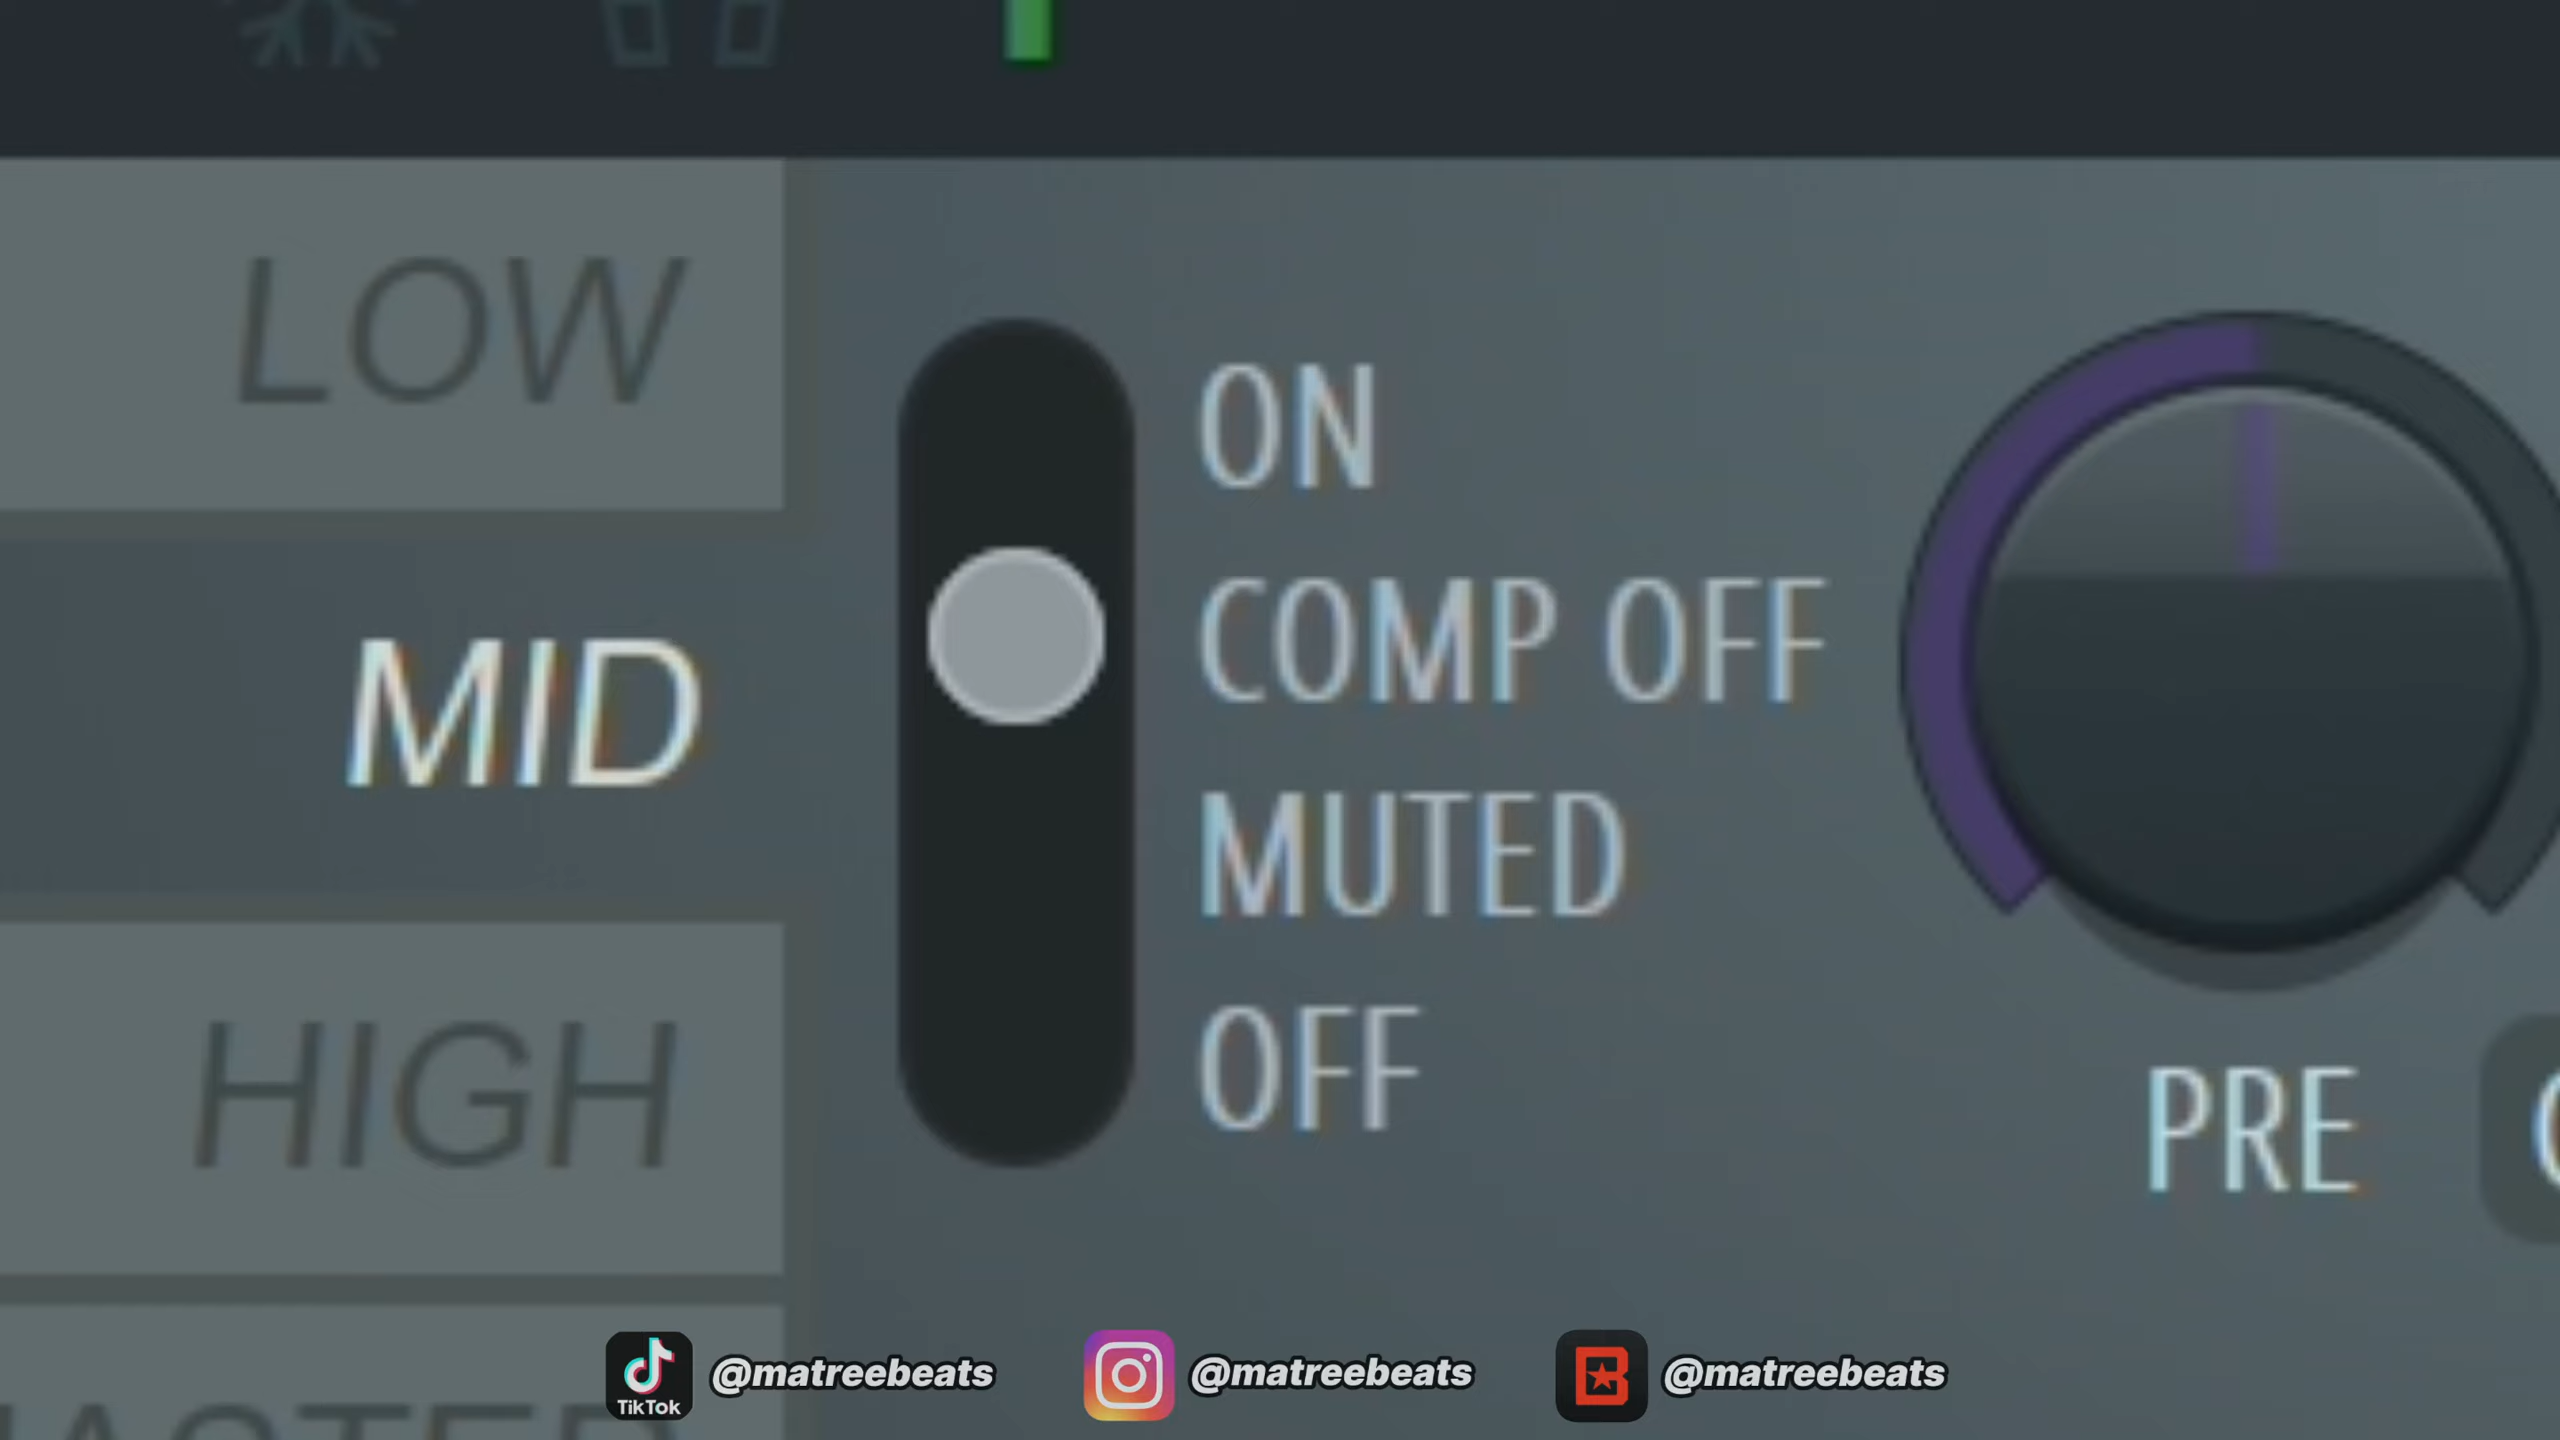 LOW
ON
COMP OFF
MID
MUTED
OFF
HIGH
PRE
TikTok
@matreebeats
@matreebeats
@matreebeats